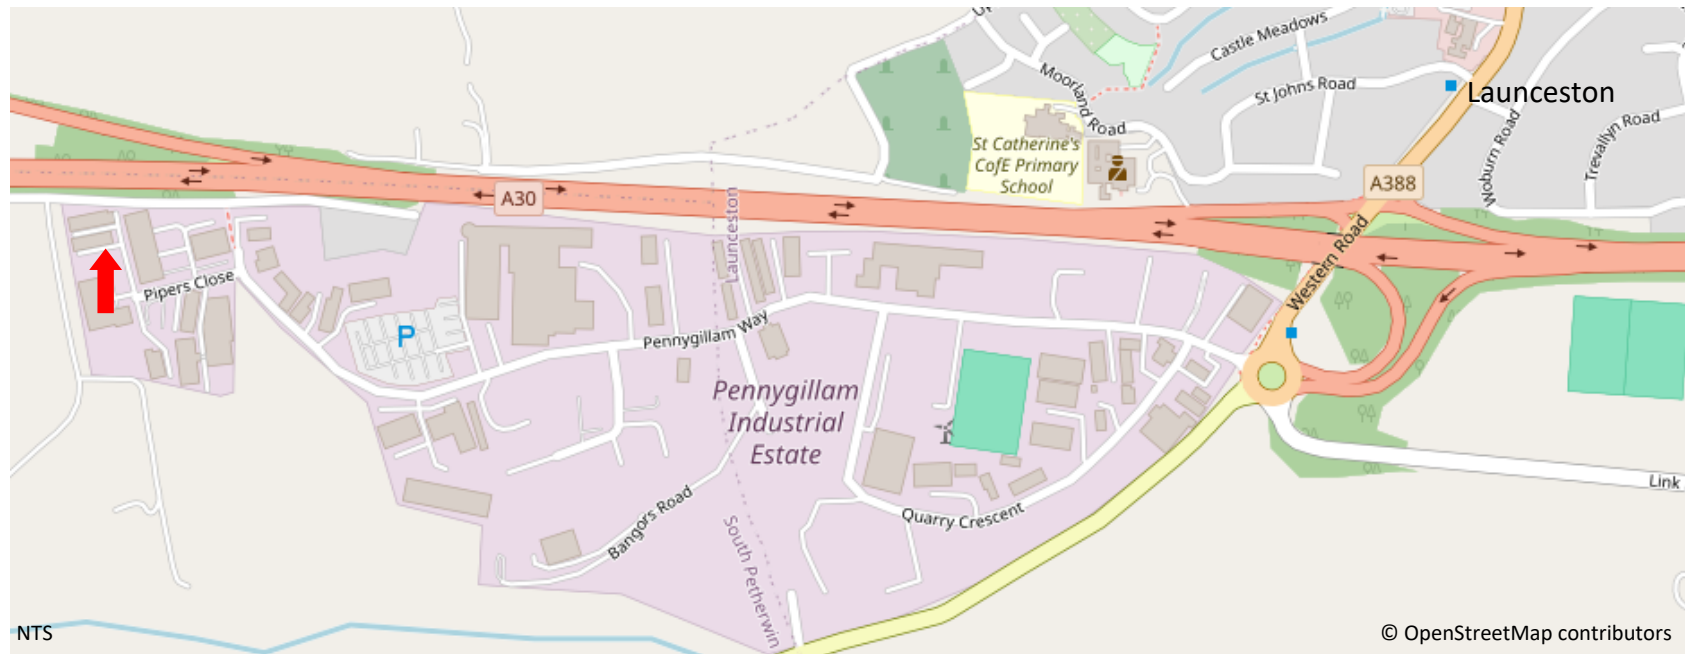 Castle Meadows
Moorland Road
St Johns Road
Launceston
Woburn Road
Trevallyn Road
St Catherine's
CofE Primary
School
A388
A30
Launceston
Western Road
Pipers Close
P
Pennygillam Way
Pennygillam
Industrial
Estate
Link
Quarry Crescent
Bangors Road
South Petherwin
NTS
© OpenStreetMap contributors